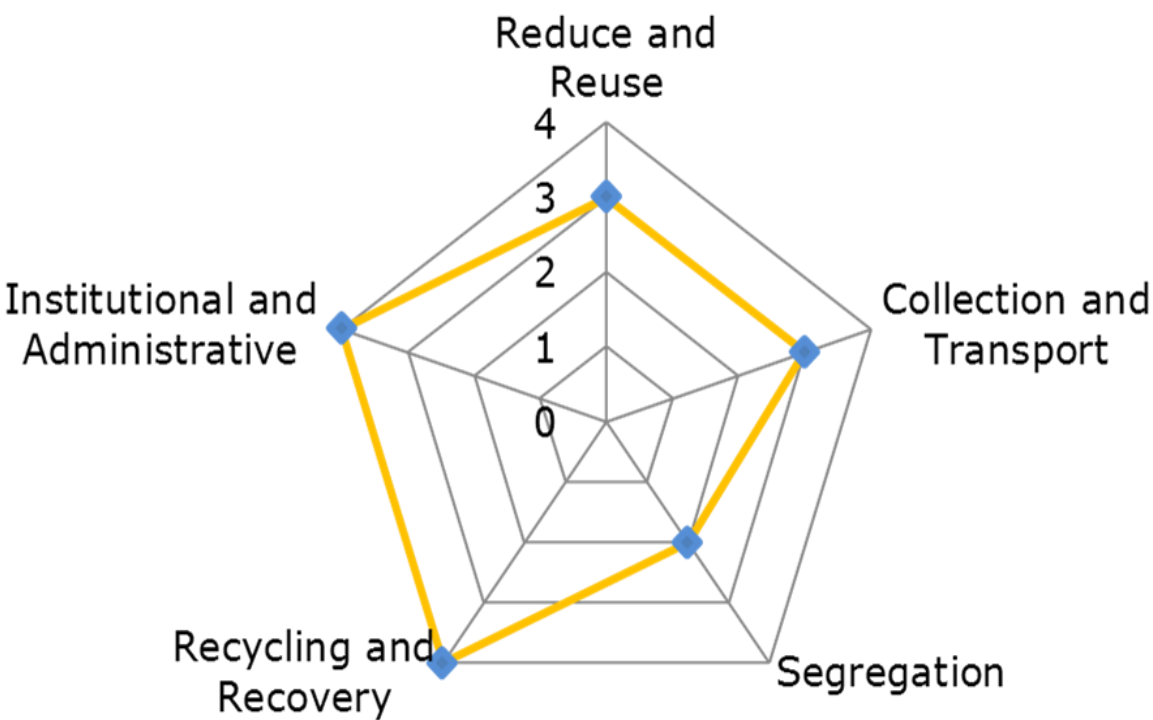 Reduce and
Reuse
4
3
2
1
0
Institutional and
Administrative
Collection and
Transport
Recycling and
Recovery
Segregation